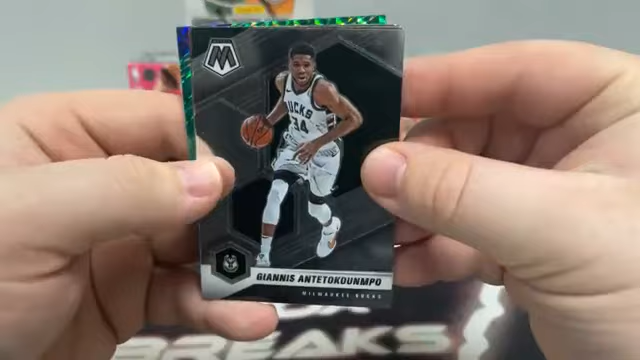 M
BUCKS
34
GIANNIS ANTETOKOUNMPO
MILWAUKEE BUCKS
BREAKS